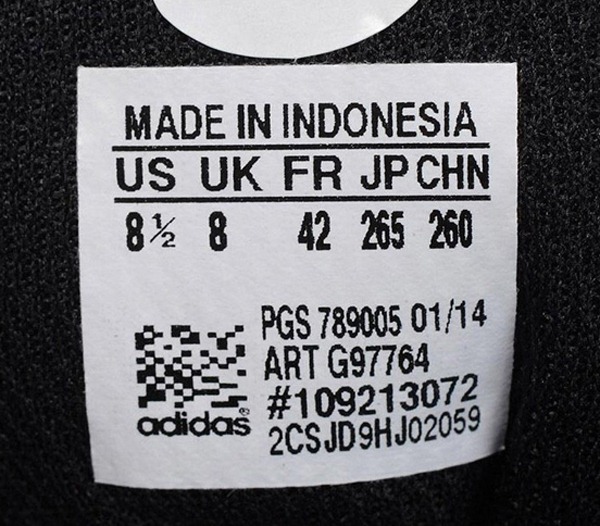 MADE IN INDONESIA
US UK FR JP CHN
8½ 8 42 265 260
PGS 789005 01/14
ART G97764
#109213072
2CSJD9HJ02059
adidas®